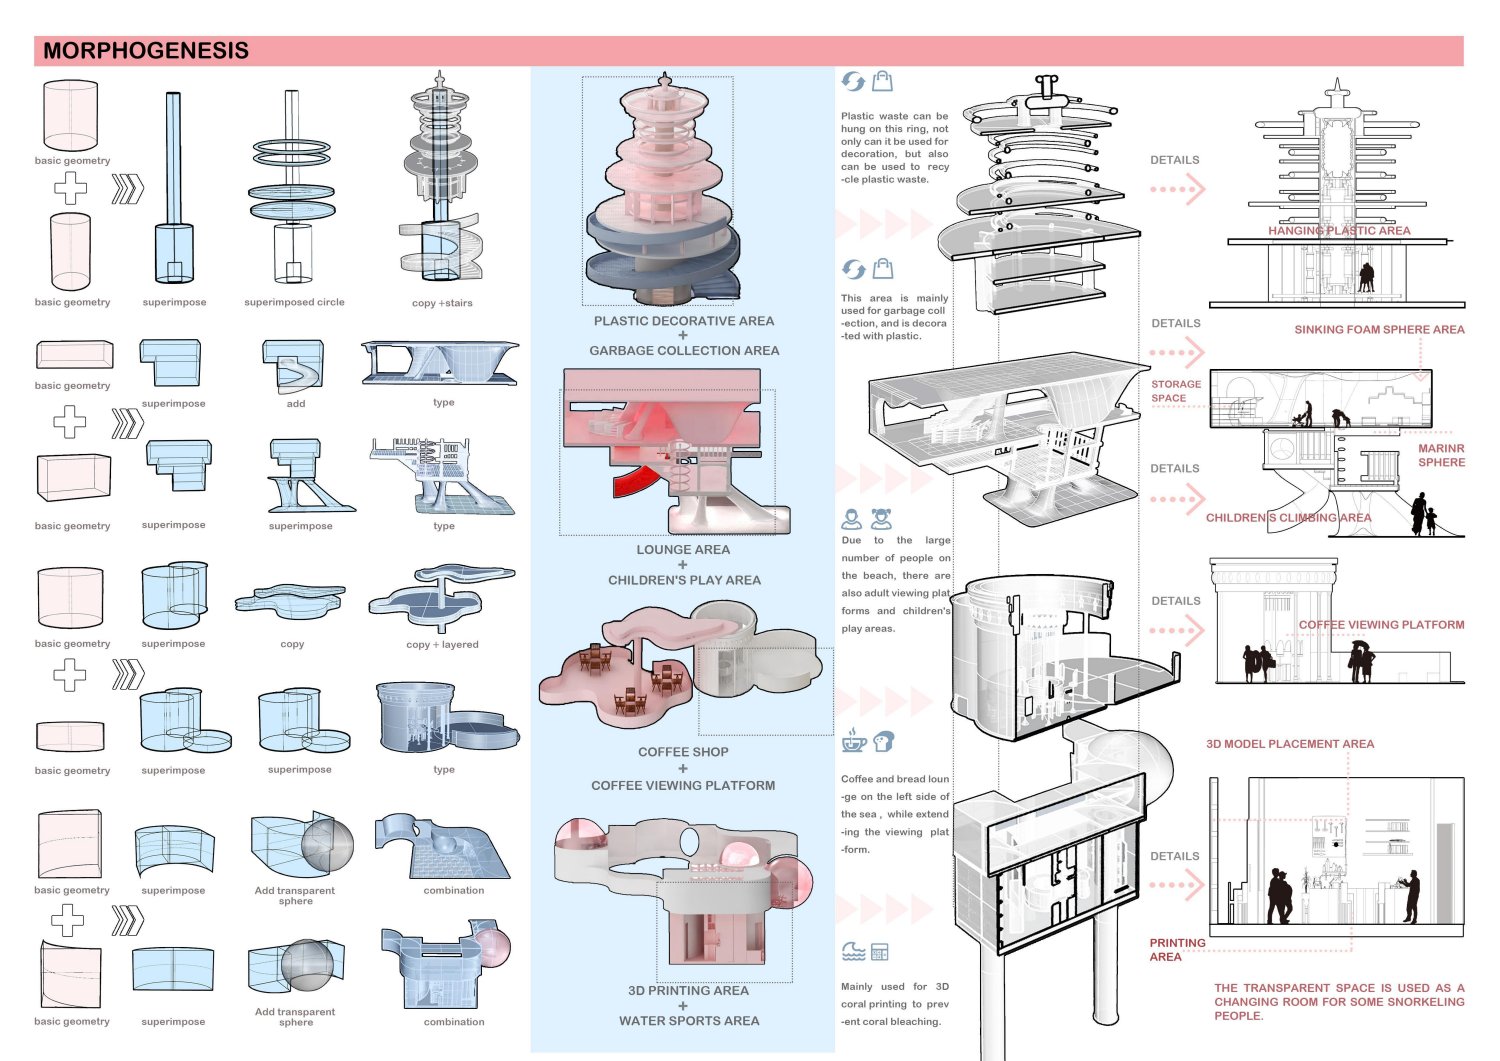 MORPHOGENESIS
basic geometry
basic geometry
superimpose
superimposed circle
copy +stairs
basic geometry
superimpose
add
type
basic geometry
superimpose
superimpose
type
basic geometry
superimpose
copy
copy + layered
basic geometry
superimpose
superimpose
type
basic geometry
superimpose
Add transparent
sphere
combination
basic geometry
superimpose
Add transparent
sphere
combination
PLASTIC DECORATIVE AREA
+
GARBAGE COLLECTION AREA
LOUNGE AREA
+
CHILDREN'S PLAY AREA
COFFEE SHOP
+
COFFEE VIEWING PLATFORM
3D PRINTING AREA
+
WATER SPORTS AREA
Plastic waste can be
hung on this ring, not
only can it be used for
decoration, but also
can be used to recy
-cle plastic waste.
This area is mainly
used for garbage coll
-ection, and is decora
-ted with plastic.
Due to the large
number of people on
the beach, there are
also adult viewing plat
forms and children's
play areas.
Coffee and bread loun
-ge on the left side of
the sea , while extend
-ing the viewing plat
-form.
Mainly used for 3D
coral printing to prev
-ent coral bleaching.
DETAILS
HANGING PLASTIC AREA
DETAILS
SINKING FOAM SPHERE AREA
STORAGE
SPACE
MARINR
SPHERE
DETAILS
CHILDREN'S CLIMBING AREA
DETAILS
COFFEE VIEWING PLATFORM
3D MODEL PLACEMENT AREA
DETAILS
PRINTING
AREA
THE TRANSPARENT SPACE IS USED AS A
CHANGING ROOM FOR SOME SNORKELING
PEOPLE.